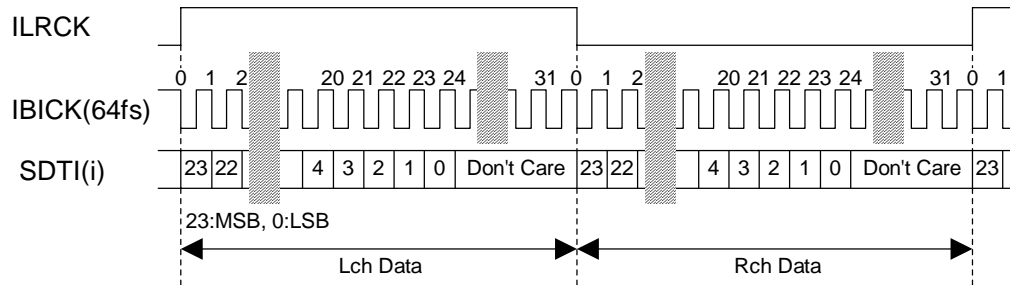 ILRCK
0 1 2 20 21 22 23 24 31 0 1 2 20 21 22 23 24 31 0 1
IBICK(64fs)
SDTI(i) 23 22 4 3 2 1 0 Don't Care 23 22 4 3 2 1 0 Don't Care 23
23:MSB, 0:LSB
Lch Data Rch Data